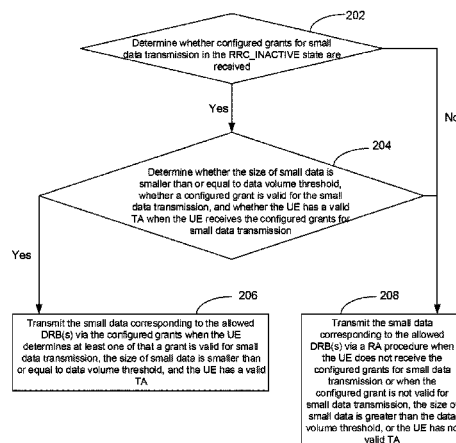 202
Determine whether configured grants for small
data transmission in the RRC_INACTIVE state are
received
Yes
204
Determine whether the size of small data is
smaller than or equal to data volume threshold,
whether a configured grant is valid for the small
data transmission, and whether the UE has a valid
TA when the UE receives the configured grants for
small data transmission
Yes
206
Transmit the small data corresponding to the allowed
DRB(s) via the configured grants when the UE
determines at least one of that a grant is valid for small
data transmission, the size of small data is smaller than
or equal to data volume threshold, and the UE has a valid
TA
No
208
Transmit the small data
corresponding to the allowed
DRB(s) via a RA procedure when
the UE does not receive the
configured grants for small data
transmission or when the
configured grant is not valid for
small data transmission, the size of
small data is greater than the data
volume threshold, or the UE has no
valid TA